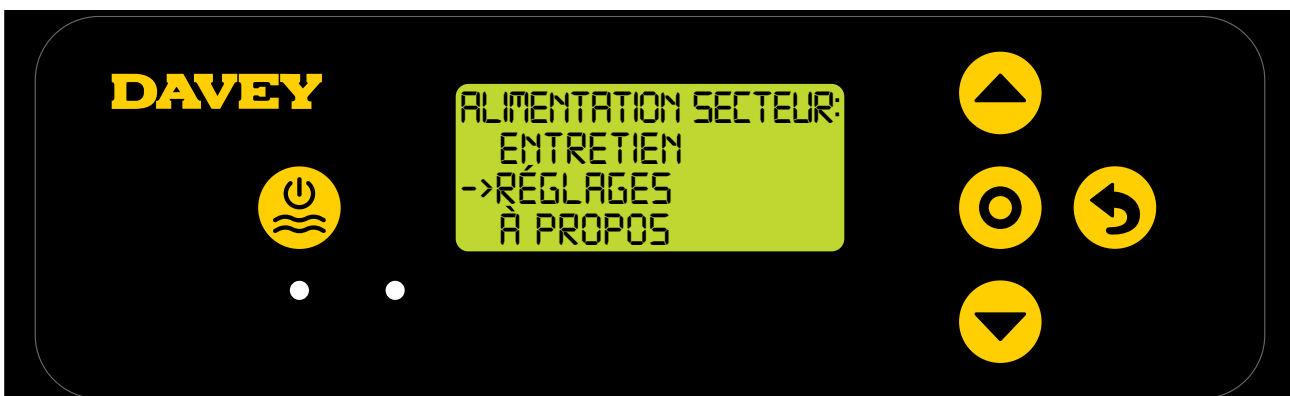 DAVEY
ALIMENTATION SECTEUR:
ENTRETIEN
->RÉGLAGES
À PROPOS